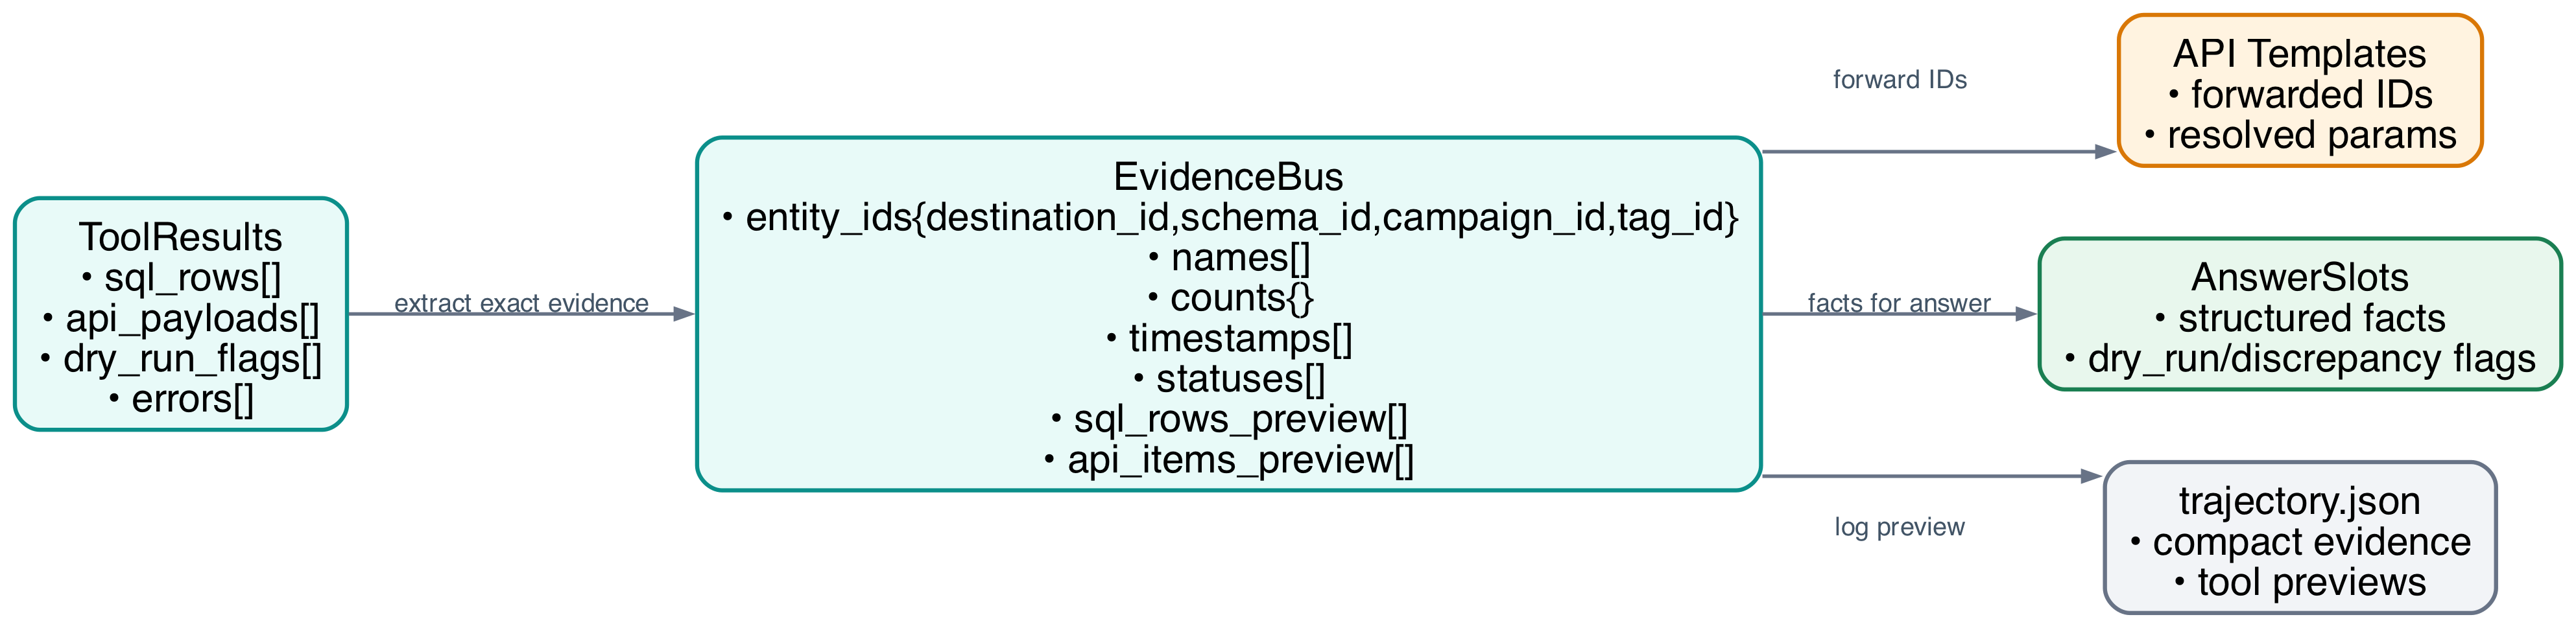 ToolResults
• sql_rows[]
• api_payloads[]
• dry_run_flags[]
• errors[]
extract exact evidence
EvidenceBus
• entity_ids{destination_id,schema_id,campaign_id,tag_id}
• names[]
• counts{}
• timestamps[]
• statuses[]
• sql_rows_preview[]
• api_items_preview[]
forward IDs
API Templates
• forwarded IDs
• resolved params
facts for answer
AnswerSlots
• structured facts
• dry_run/discrepancy flags
log preview
trajectory.json
• compact evidence
• tool previews